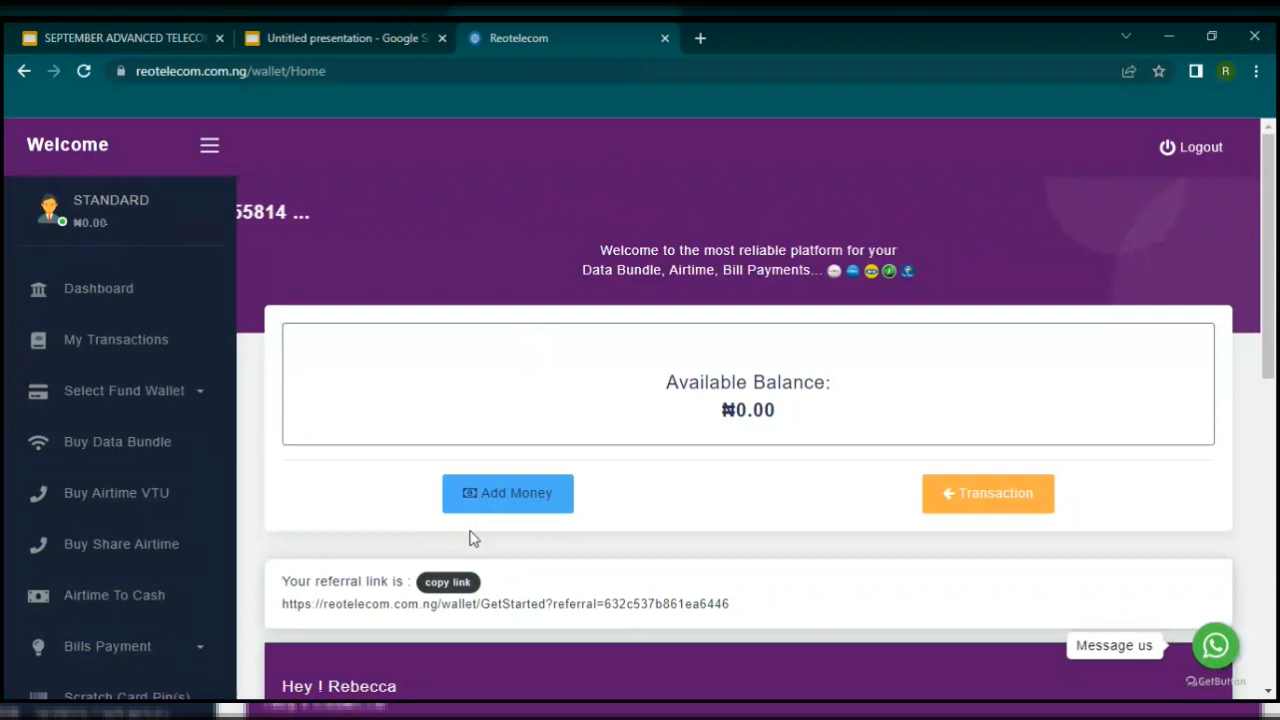 SEPTEMBER ADVANCED TELECO
Untitled presentation - Google S
Reotelecom
reotelecom.com.ng/wallet/Home
R
Welcome
Logout
STANDARD
₦0.00
55814 ...
Welcome to the most reliable platform for your
Data Bundle, Airtime, Bill Payments...
Dashboard
My Transactions
Select Fund Wallet
Buy Data Bundle
Buy Airtime VTU
Buy Share Airtime
Airtime To Cash
Bills Payment
Scratch Card Pin(s)
Available Balance:
₦0.00
Add Money
Transaction
Your referral link is : copy link
https://reotelecom.com.ng/wallet/GetStarted?referral=632c537b861ea6446
Message us
GetButton
Hey ! Rebecca